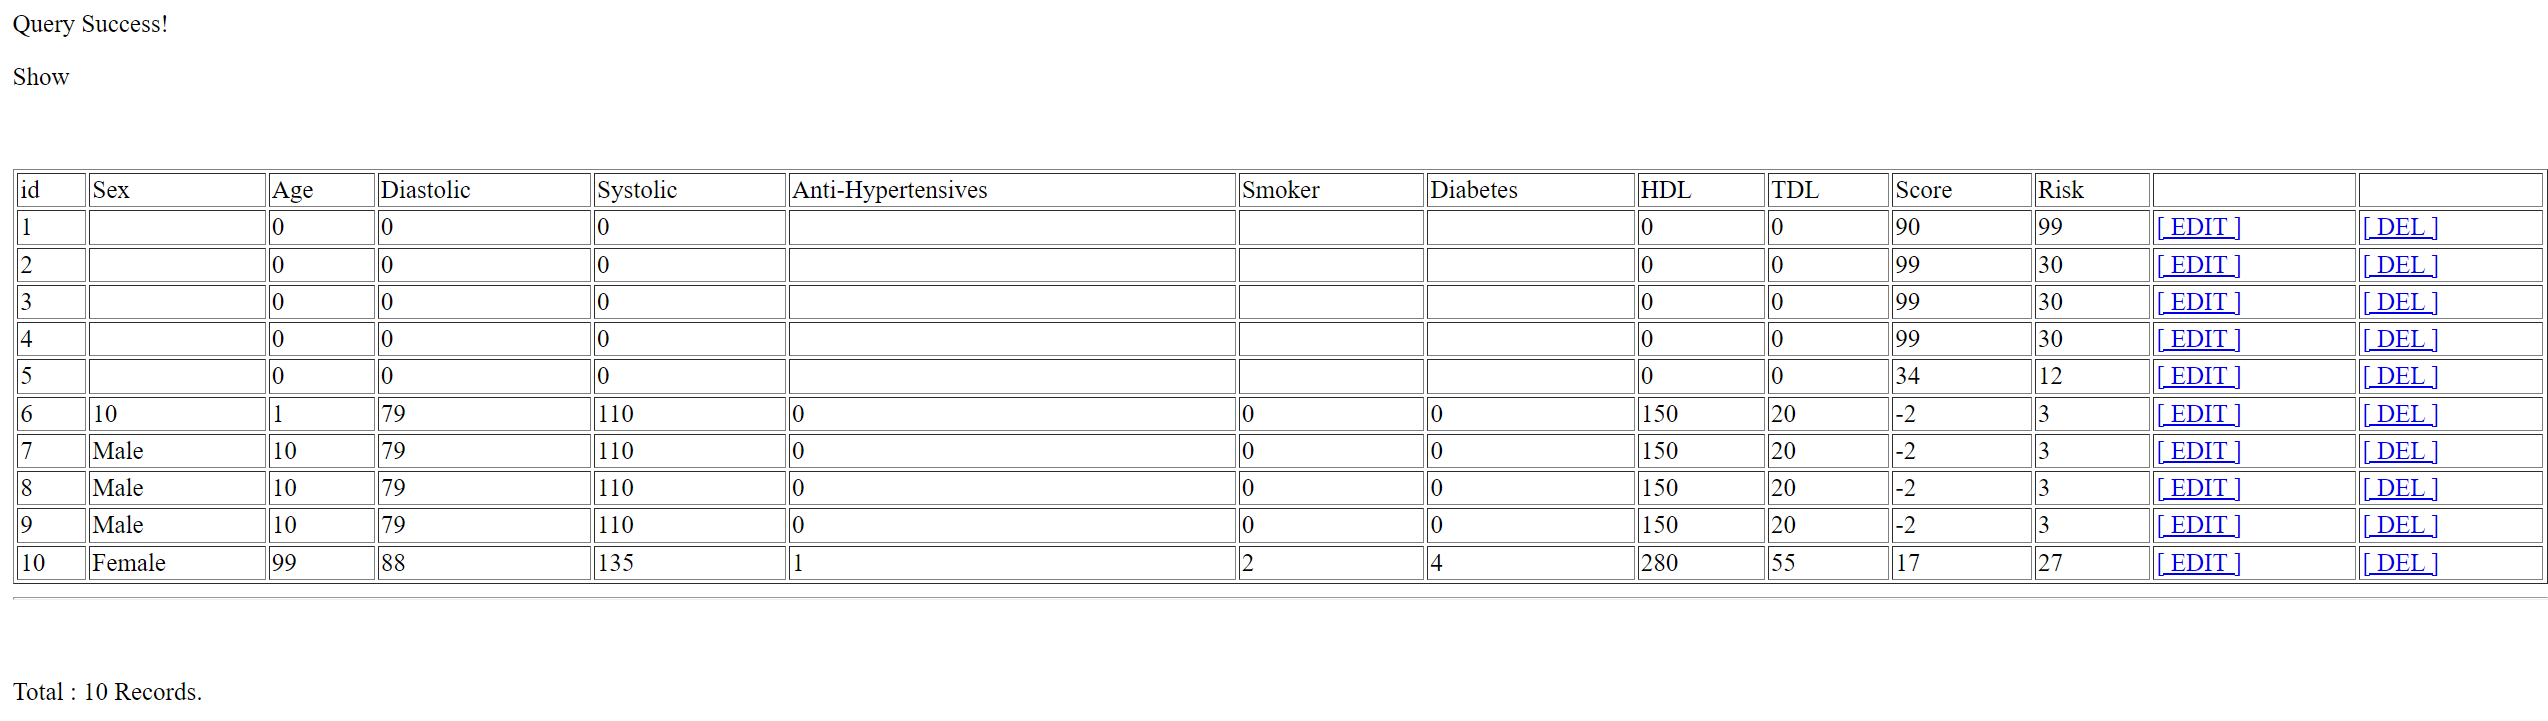 Query Success!
Show
id Sex Age Diastolic Systolic Anti-Hypertensives Smoker Diabetes HDL TDL Score Risk
1 0 0 0 0 0 90 99 [ EDIT ] [ DEL ]
2 0 0 0 0 0 99 30 [ EDIT ] [ DEL ]
3 0 0 0 0 0 99 30 [ EDIT ] [ DEL ]
4 0 0 0 0 0 99 30 [ EDIT ] [ DEL ]
5 0 0 0 0 0 34 12 [ EDIT ] [ DEL ]
6 10 1 79 110 0 0 0 150 20 -2 3 [ EDIT ] [ DEL ]
7 Male 10 79 110 0 0 0 150 20 -2 3 [ EDIT ] [ DEL ]
8 Male 10 79 110 0 0 0 150 20 -2 3 [ EDIT ] [ DEL ]
9 Male 10 79 110 0 0 0 150 20 -2 3 [ EDIT ] [ DEL ]
10 Female 99 88 135 1 2 4 280 55 17 27 [ EDIT ] [ DEL ]
Total : 10 Records.